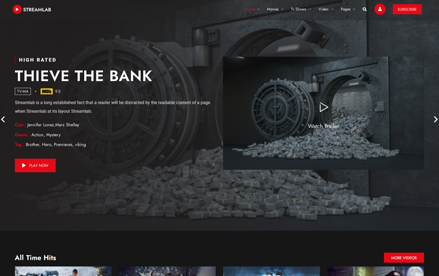 STREAMLAB
Home Movies Tv Shows Video Pages SUBSCRIBE
HIGH RATED
THIEVE THE BANK
TV-MA • IMDb 9.0
Streamlab is a long established fact that a reader will be distracted by the readable content of a page
when Streamlab at its layout Streamlab.
Cast : Jennifer Lonez, Mars Shelley
Genre : Action, Mystery
Tag : Brother, Hero, Premieres, viking
PLAY NOW
Watch Trailer
All Time Hits
MORE VIDEOS